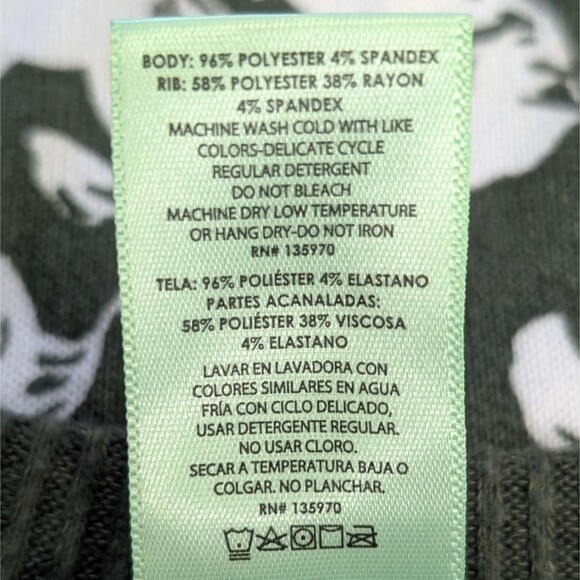 BODY: 96% POLYESTER 4% SPANDEX
RIB: 58% POLYESTER 38% RAYON
4% SPANDEX
MACHINE WASH COLD WITH LIKE
COLORS-DELICATE CYCLE
REGULAR DETERGENT
DO NOT BLEACH
MACHINE DRY LOW TEMPERATURE
OR HANG DRY-DO NOT IRON
RN# 135970
TELA: 96% POLIÉSTER 4% ELASTANO
PARTES ACANALADAS:
58% POLIÉSTER 38% VISCOSA
4% ELASTANO
LAVAR EN LAVADORA CON
COLORES SIMILARES EN AGUA
FRÍA CON CICLO DELICADO,
USAR DETERGENTE REGULAR.
NO USAR CLORO.
SECAR A TEMPERATURA BAJA O
COLGAR. NO PLANCHAR.
RN# 135970